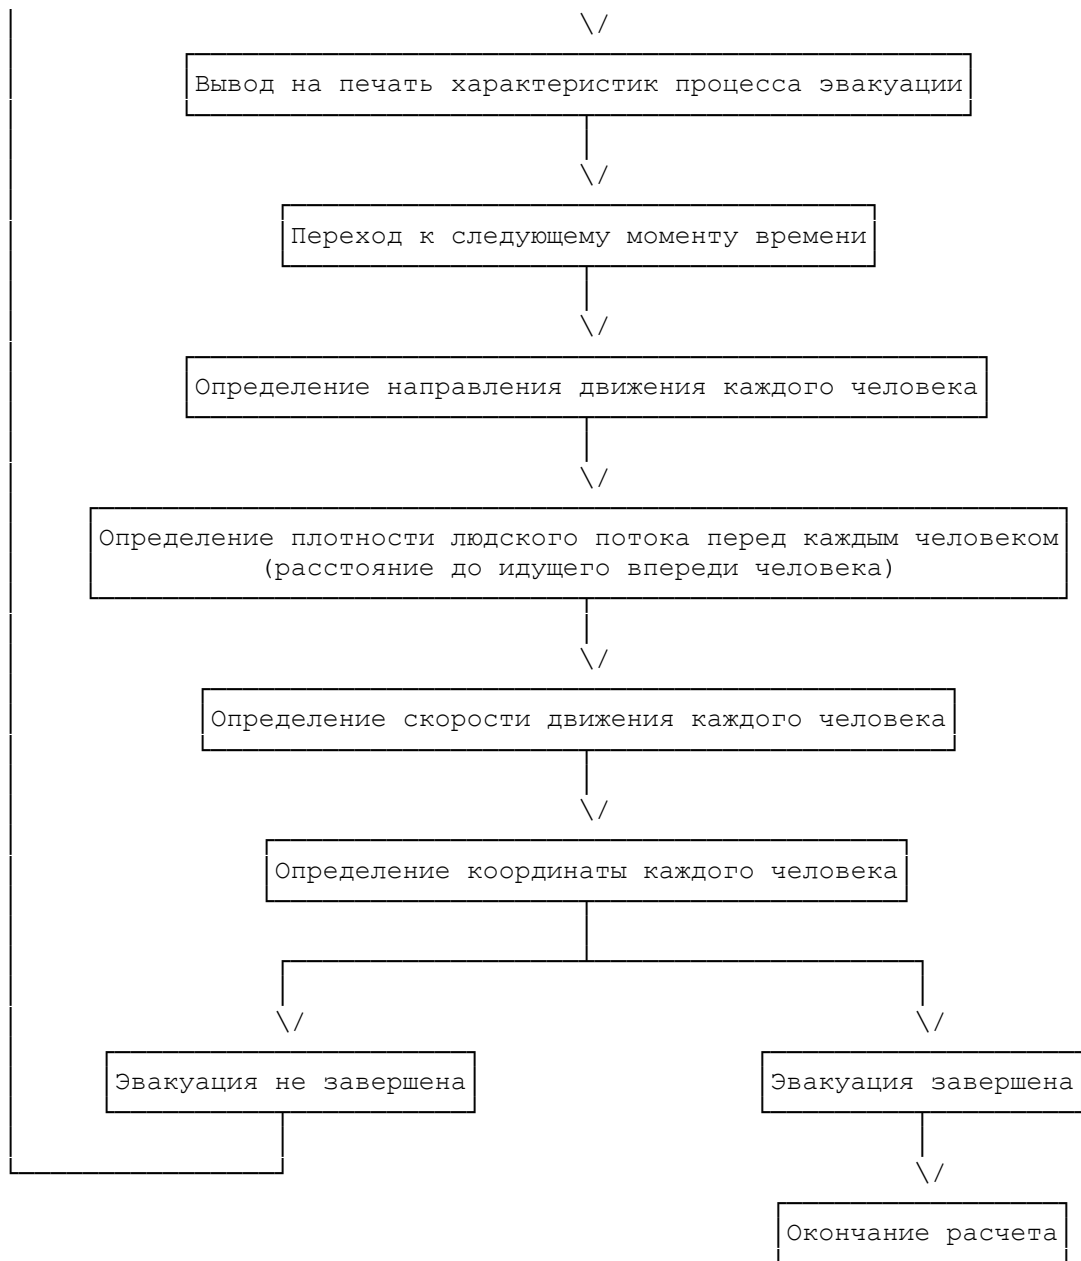 Вывод на печать характеристик процесса эвакуации
Переход к следующему моменту времени
Определение направления движения каждого человека
Определение плотности людского потока перед каждым человеком
(расстояние до идущего впереди человека)
Определение скорости движения каждого человека
Определение координаты каждого человека
Эвакуация не завершена
Эвакуация завершена
Окончание расчета